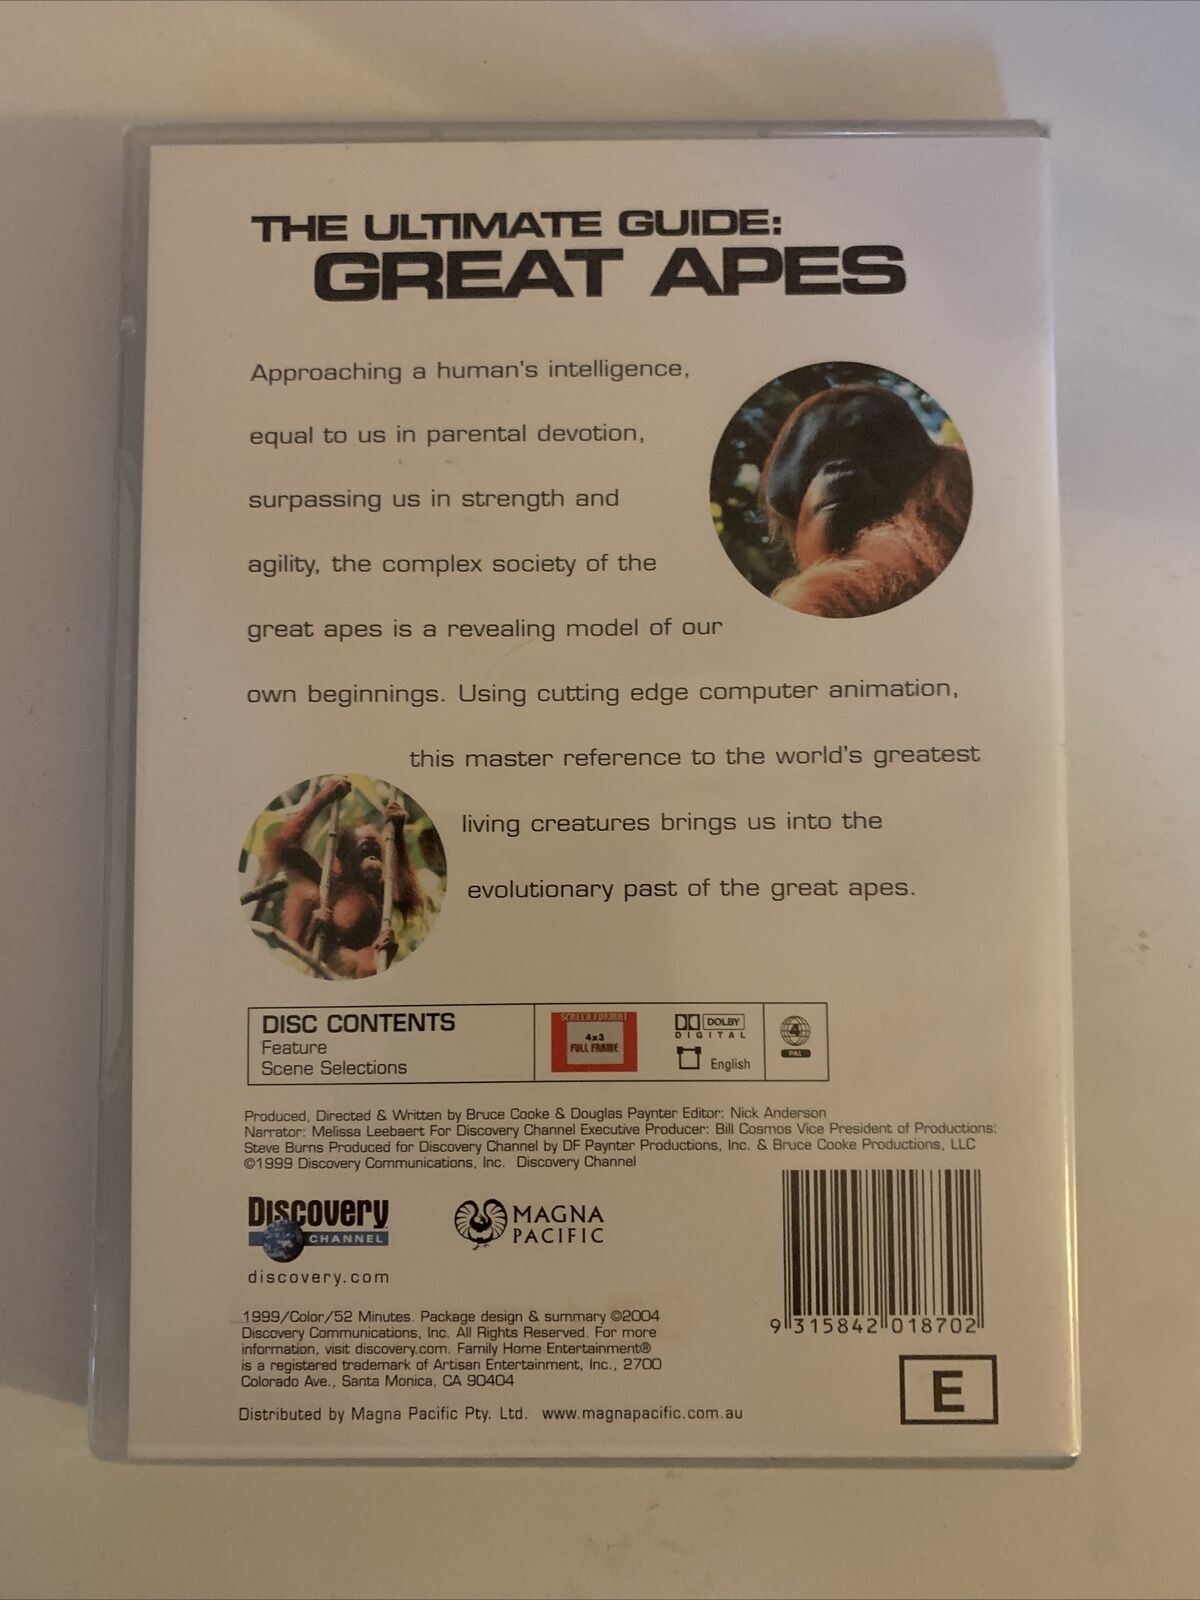 THE ULTIMATE GUIDE:
GREAT APES
Approaching a human's intelligence,
equal to us in parental devotion,
surpassing us in strength and
agility, the complex society of the
great apes is a revealing model of our
own beginnings. Using cutting edge computer animation,
this master reference to the world's greatest
living creatures brings us into the
evolutionary past of the great apes.
DISC CONTENTS
Feature
Scene Selections
SCREEN FORMAT
4x3
FULL FRAME
DOLBY
DIGITAL
English
4
PAL
Produced, Directed & Written by Bruce Cooke & Douglas Paynter Editor: Nick Anderson
Narrator: Melissa Leebaert For Discovery Channel Executive Producer: Bill Cosmos Vice President of Productions:
Steve Burns Produced for Discovery Channel by DF Paynter Productions, Inc. & Bruce Cooke Productions, LLC
©1999 Discovery Communications, Inc. Discovery Channel
Discovery
CHANNEL
discovery.com
MAGNA
PACIFIC
1999/Color/52 Minutes. Package design & summary ©2004
Discovery Communications, Inc. All Rights Reserved. For more
information, visit discovery.com. Family Home Entertainment®
is a registered trademark of Artisan Entertainment, Inc., 2700
Colorado Ave., Santa Monica, CA 90404
Distributed by Magna Pacific Pty. Ltd. www.magnapacific.com.au
9 315842 018702
E